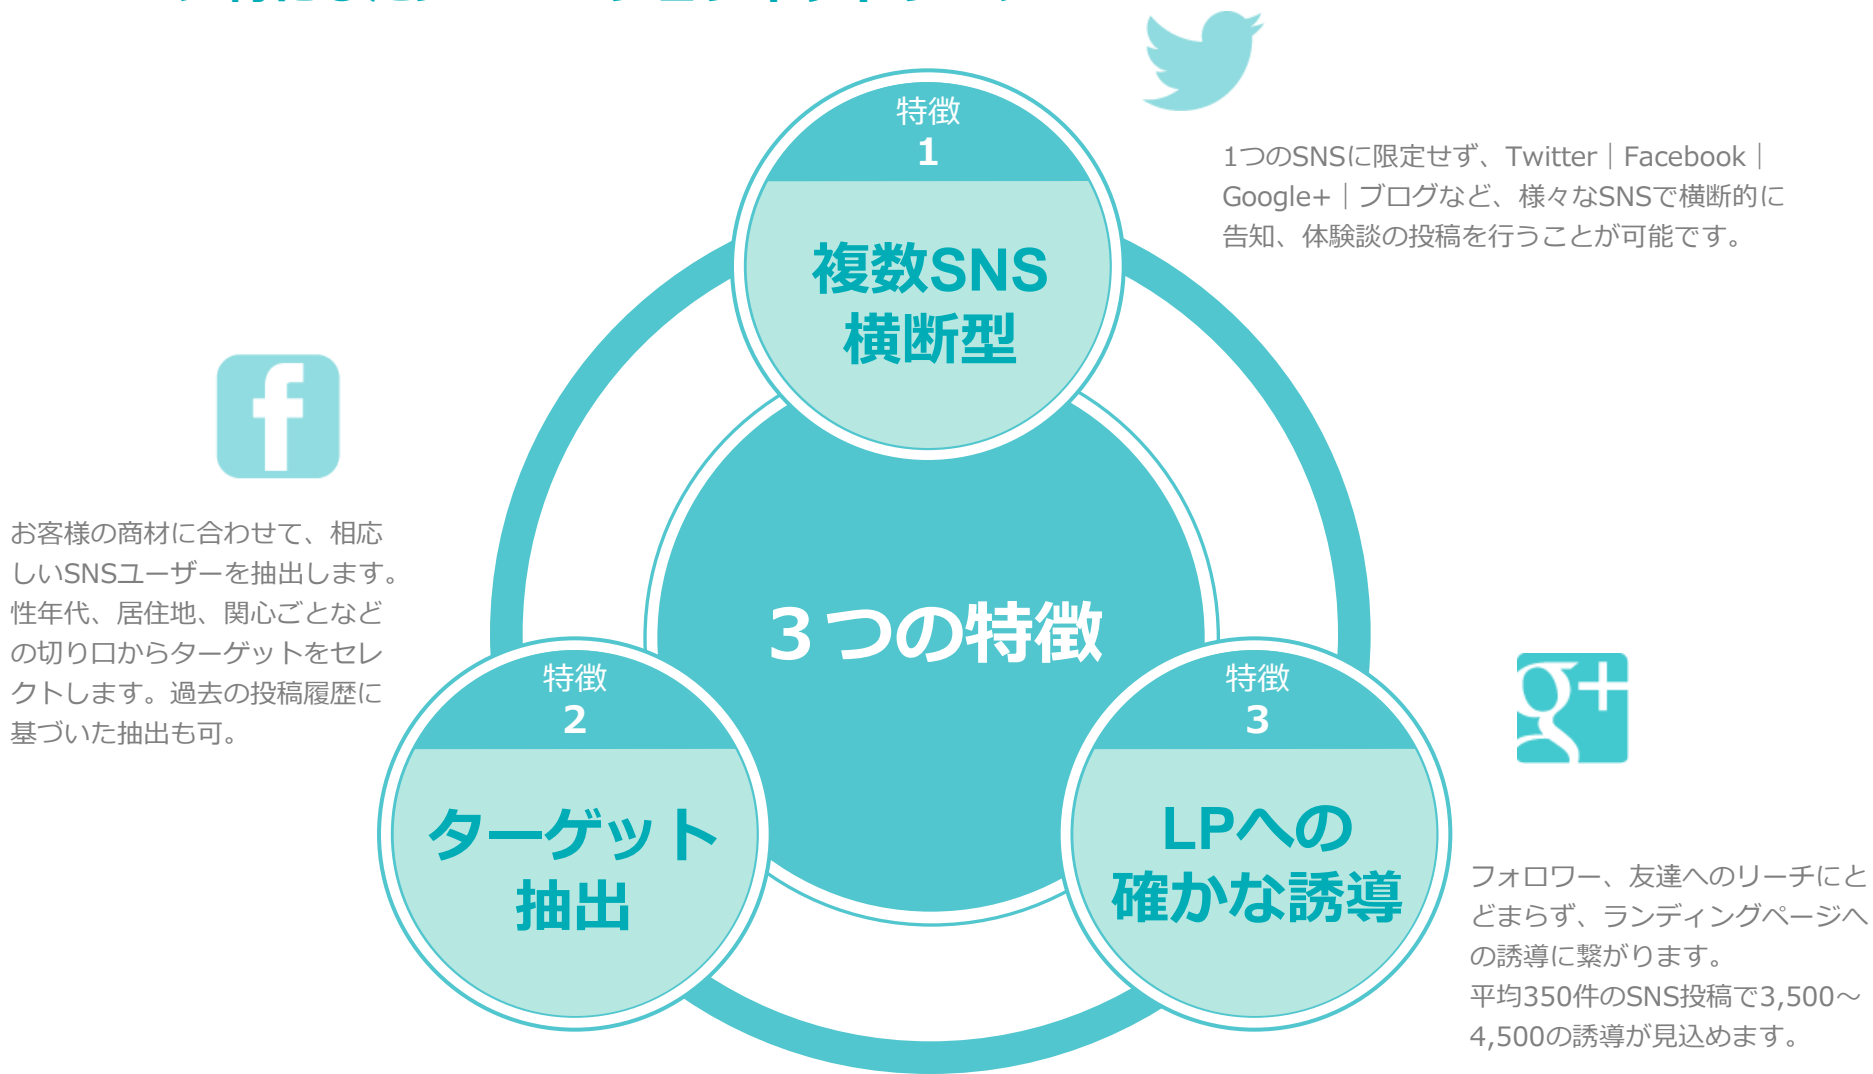 特徴
1
複数SNS
横断型
1つのSNSに限定せず、Twitter｜Facebook｜
Google+｜ブログなど、様々なSNSで横断的に
告知、体験談の投稿を行うことが可能です。
f
お客様の商材に合わせて、相応
しいSNSユーザーを抽出します。
性年代、居住地、関心ごとなど
の切り口からターゲットをセレ
クトします。過去の投稿履歴に
基づいた抽出も可。
３つの特徴
特徴
2
ターゲット
抽出
特徴
3
LPへの
確かな誘導
g+
フォロワー、友達へのリーチにと
どまらず、ランディングページへ
の誘導に繋がります。
平均350件のSNS投稿で3,500～
4,500の誘導が見込めます。